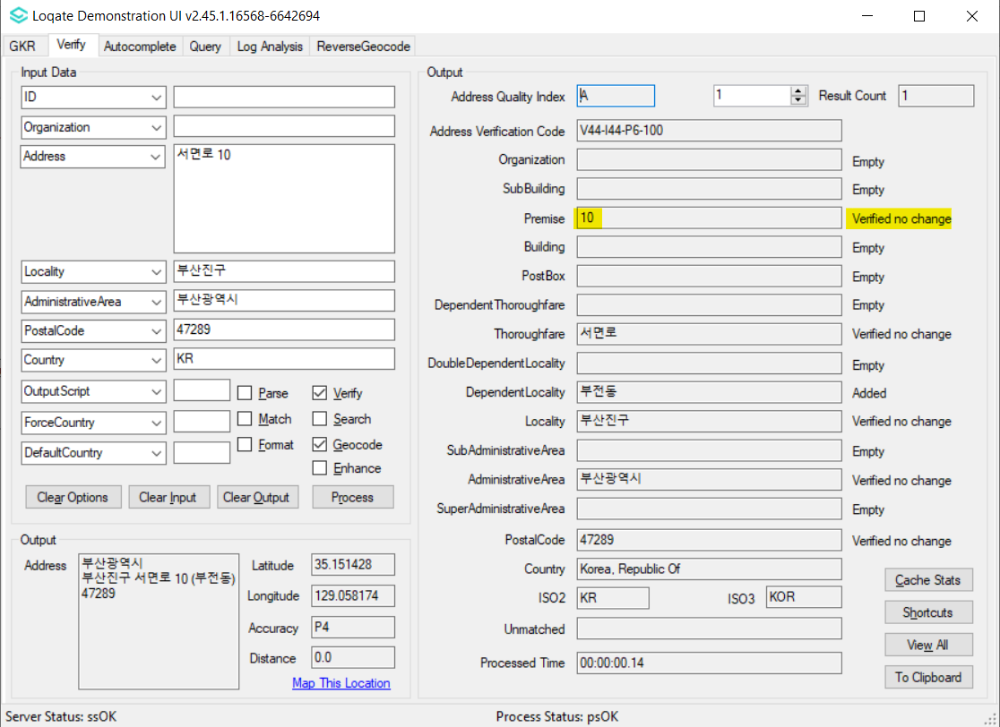 Loqate Demonstration UI v2.45.1.16568-6642694
GKR Verify Autocomplete Query Log Analysis ReverseGeocode
Input Data
ID
Organization
Address 서면로 10
Locality 부산진구
AdministrativeArea 부산광역시
PostalCode 47289
Country KR
OutputScript Parse Verify
ForceCountry Match Search
DefaultCountry Format Geocode
Enhance
Clear Options Clear Input Clear Output Process
Output
Address 부산광역시
부산진구 서면로 10 (부전동)
47289
Latitude 35.151428
Longitude 129.058174
Accuracy P4
Distance 0.0
Map This Location
Output
Address Quality Index A 1 Result Count 1
Address Verification Code V44-I44-P6-100
Organization Empty
SubBuilding Empty
Premise 10 Verified no change
Building Empty
PostBox Empty
DependentThoroughfare Empty
Thoroughfare 서면로 Verified no change
DoubleDependentLocality Empty
DependentLocality 부전동 Added
Locality 부산진구 Verified no change
SubAdministrativeArea Empty
AdministrativeArea 부산광역시 Verified no change
SuperAdministrativeArea Empty
PostalCode 47289 Verified no change
Country Korea, Republic Of
ISO2 KR ISO3 KOR
Unmatched
Processed Time 00:00:00.14
Cache Stats
Shortcuts
View All
To Clipboard
Server Status: ssOK Process Status: psOK